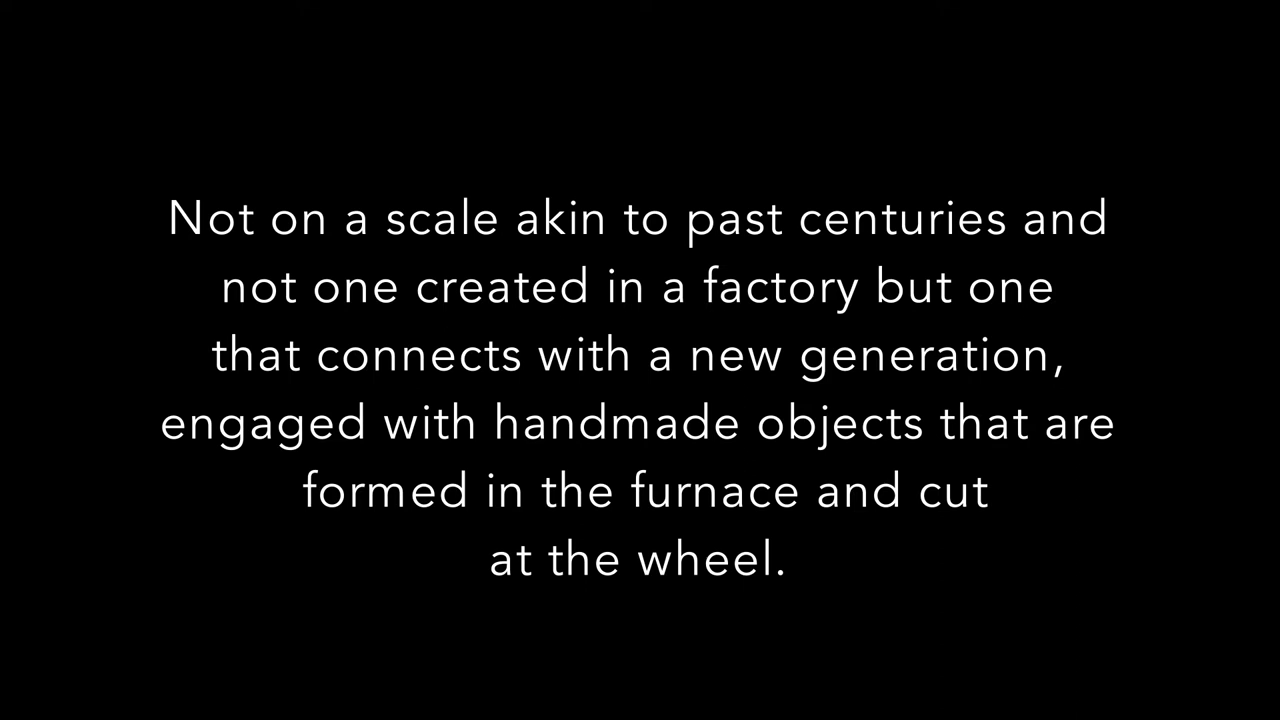 Not on a scale akin to past centuries and
not one created in a factory but one
that connects with a new generation,
engaged with handmade objects that are
formed in the furnace and cut
at the wheel.